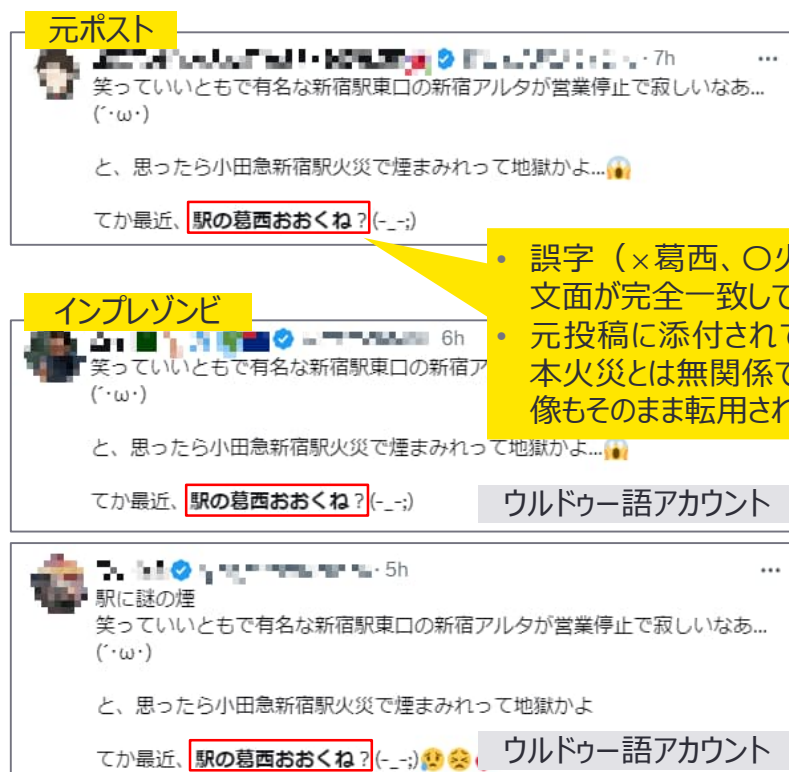 元ポスト
· 7h
笑っていいともで有名な新宿駅東口の新宿アルタが営業停止で寂しいなあ...
(´･ω･)
と、思ったら小田急新宿駅火災で煙まみれって地獄かよ...😱
てか最近、駅の葛西おおくね？(-_-;)
• 誤字（×葛西、〇
文面が完全一致して
• 元投稿に添付されて
本火災とは無関係で
像もそのまま転用され
インプレゾンビ
6h
笑っていいともで有名な新宿駅東口の新宿ア
(´･ω･)
と、思ったら小田急新宿駅火災で煙まみれって地獄かよ...😱
てか最近、駅の葛西おおくね？(-_-;)
ウルドゥー語アカウント
· 5h
駅に謎の煙
笑っていいともで有名な新宿駅東口の新宿アルタが営業停止で寂しいなあ...
(´･ω･)
と、思ったら小田急新宿駅火災で煙まみれって地獄かよ
てか最近、駅の葛西おおくね？(-_-;)😥😣
ウルドゥー語アカウント